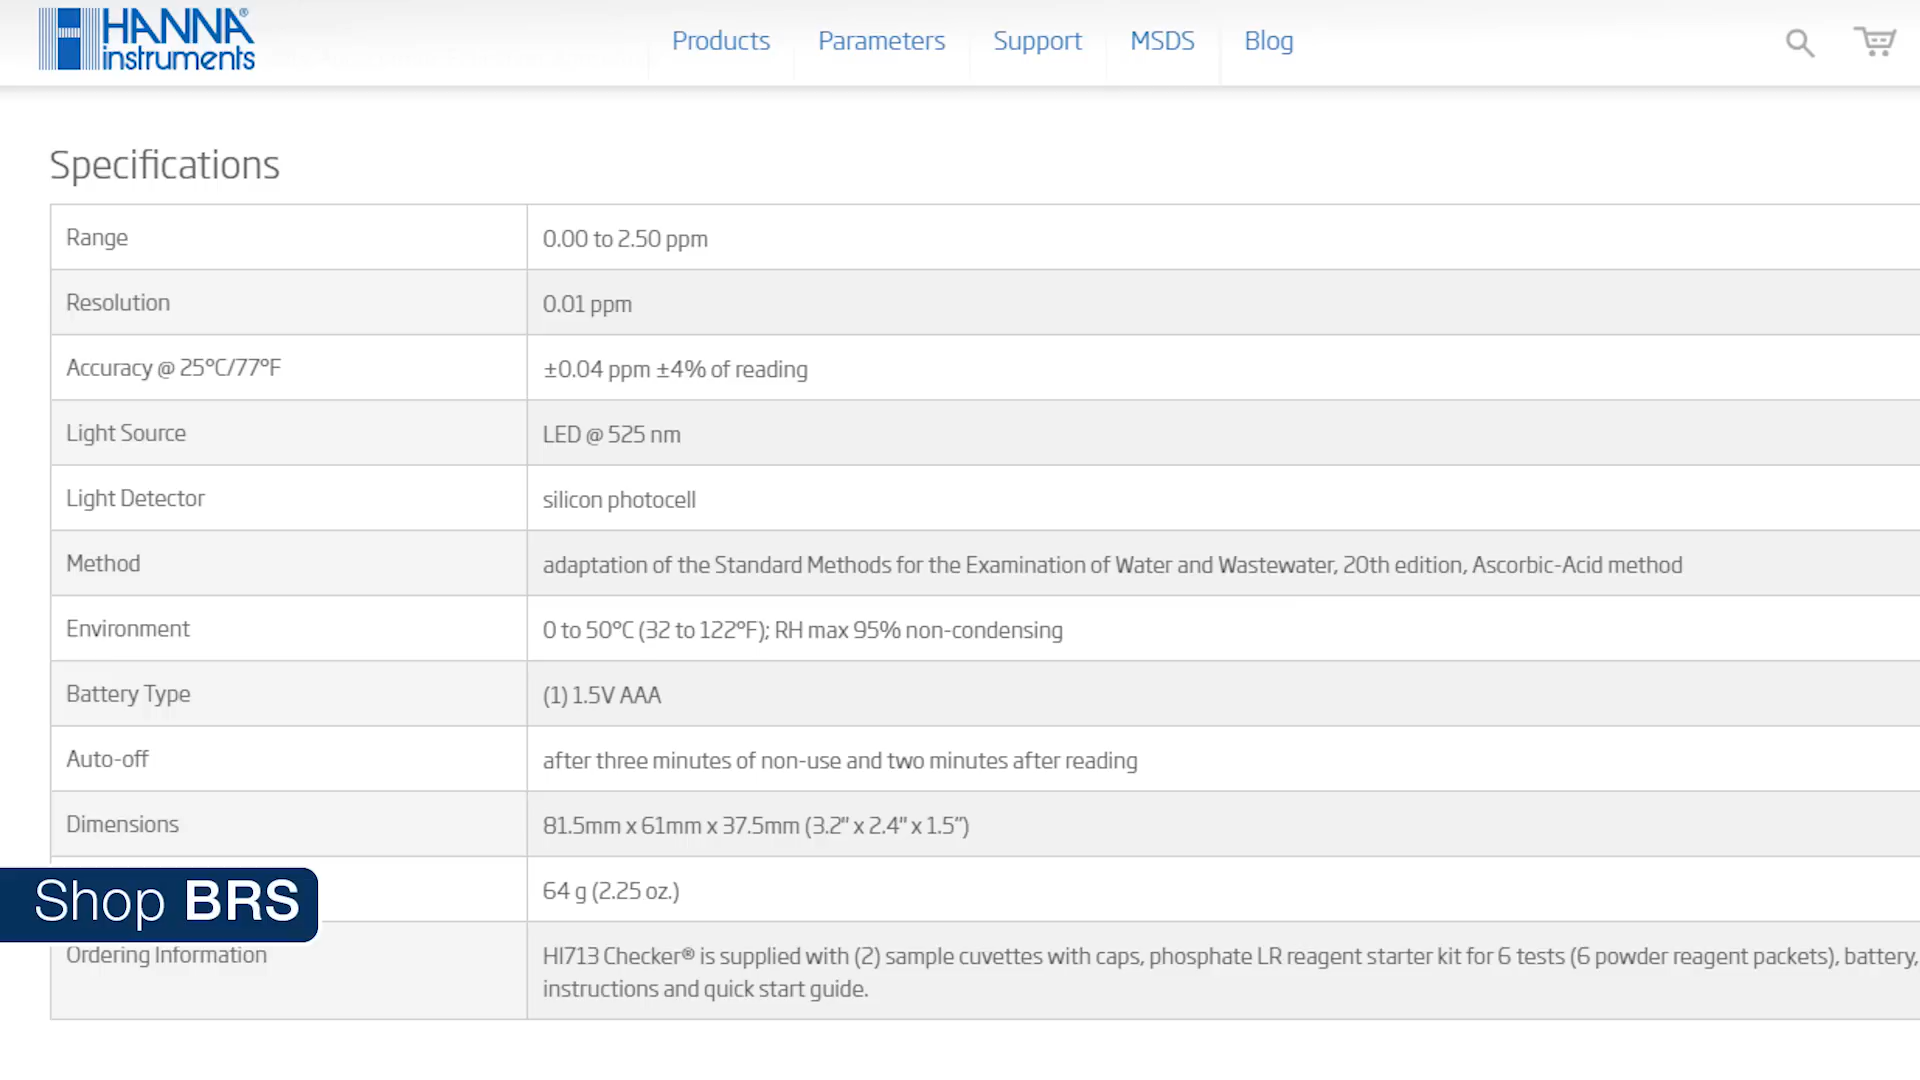 HANNA®
instruments
Products Parameters Support MSDS Blog
Specifications
Range 0.00 to 2.50 ppm
Resolution 0.01 ppm
Accuracy @ 25°C/77°F ±0.04 ppm ±4% of reading
Light Source LED @ 525 nm
Light Detector silicon photocell
Method adaptation of the Standard Methods for the Examination of Water and Wastewater, 20th edition, Ascorbic-Acid method
Environment 0 to 50°C (32 to 122°F); RH max 95% non-condensing
Battery Type (1) 1.5V AAA
Auto-off after three minutes of non-use and two minutes after reading
Dimensions 81.5mm x 61mm x 37.5mm (3.2" x 2.4" x 1.5")
Shop BRS 64 g (2.25 oz.)
Ordering Information HI713 Checker® is supplied with (2) sample cuvettes with caps, phosphate LR reagent starter kit for 6 tests (6 powder reagent packets), battery,
instructions and quick start guide.